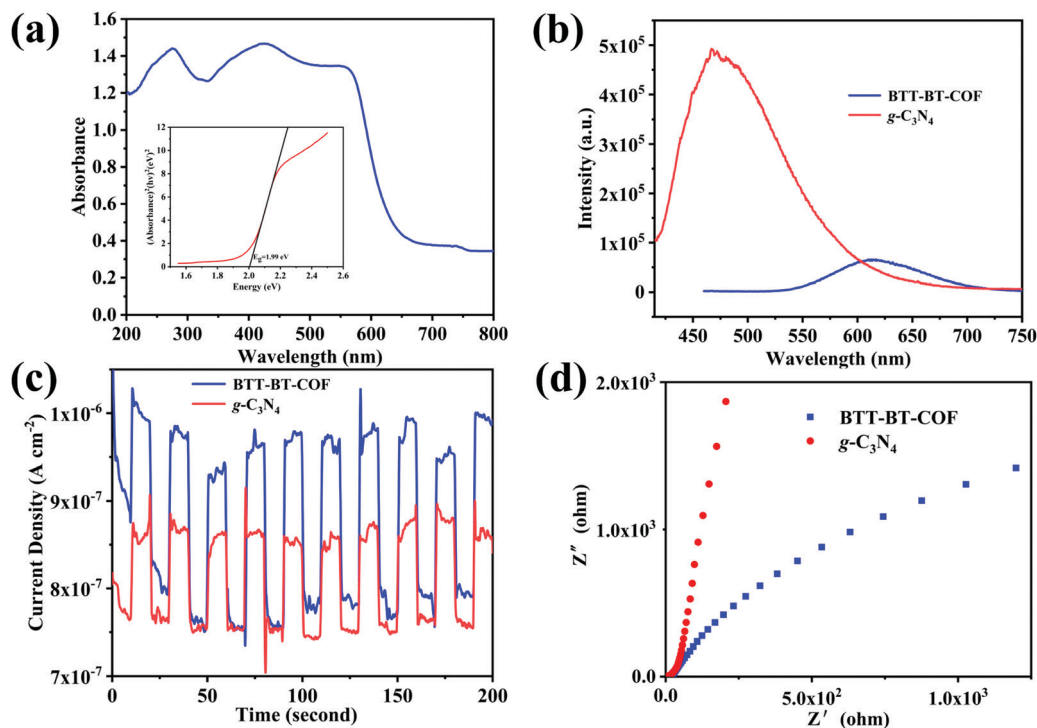 (a)
1.6
1.4
1.2
1.0
0.8
0.6
0.4
0.2
0.0
Absorbance
200 300 400 500 600 700 800
Wavelength (nm)
12
10
8
6
4
2
0
(Absorbance)²(hν)²(eV)²
E_g=1.99 eV
1.6 1.8 2.0 2.2 2.4 2.6
Energy (eV)
(b)
5x10⁵
4x10⁵
3x10⁵
2x10⁵
1x10⁵
0
Intensity (a.u.)
BTT-BT-COF
g-C₃N₄
450 500 550 600 650 700 750
Wavelength (nm)
(c)
BTT-BT-COF
g-C₃N₄
1x10⁻⁶
9x10⁻⁷
8x10⁻⁷
7x10⁻⁷
Current Density (A cm⁻²)
0 50 100 150 200
Time (second)
(d)
2.0x10³
1.0x10³
0.0
Z″ (ohm)
BTT-BT-COF
g-C₃N₄
0.0 5.0x10² 1.0x10³
Z′ (ohm)